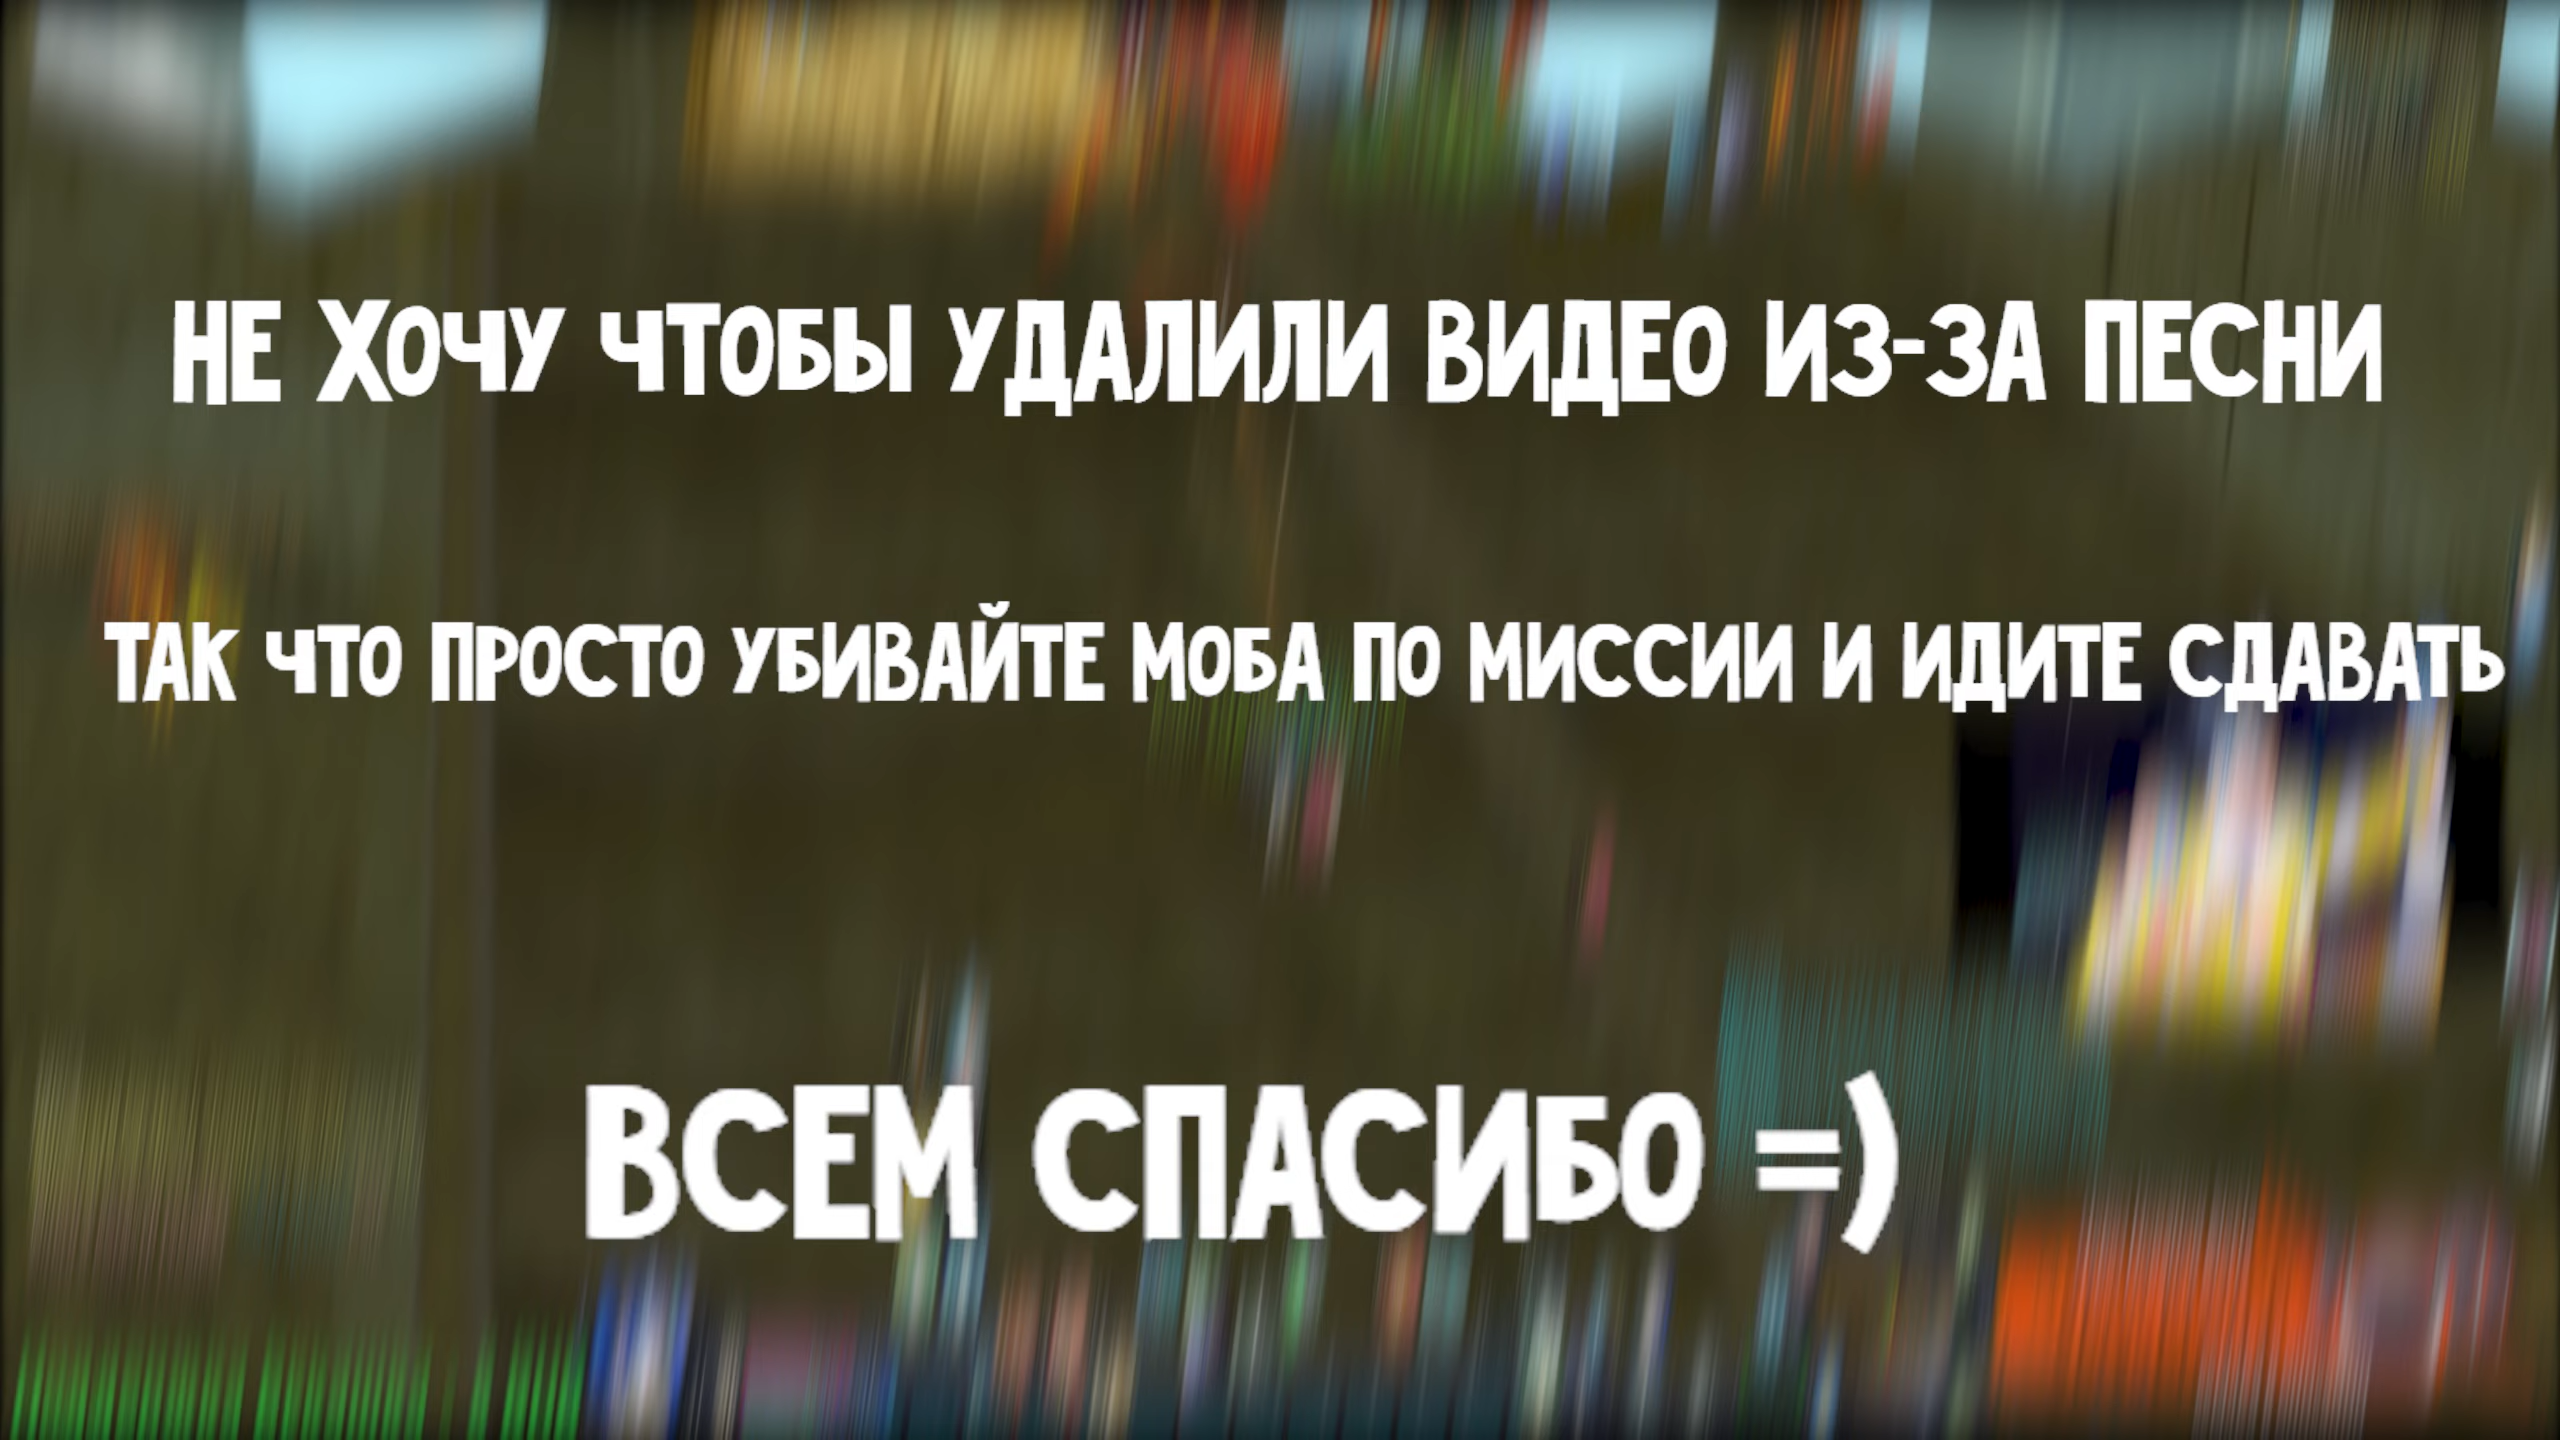 НЕ ХОЧУ ЧТОБЫ УДАЛИЛИ ВИДЕО ИЗ-ЗА ПЕСНИ
ТАК ЧТО ПРОСТО УБИВАЙТЕ МОБА ПО МИССИИ И ИДИТЕ СДАВАТЬ
ВСЕМ СПАСИБО =)